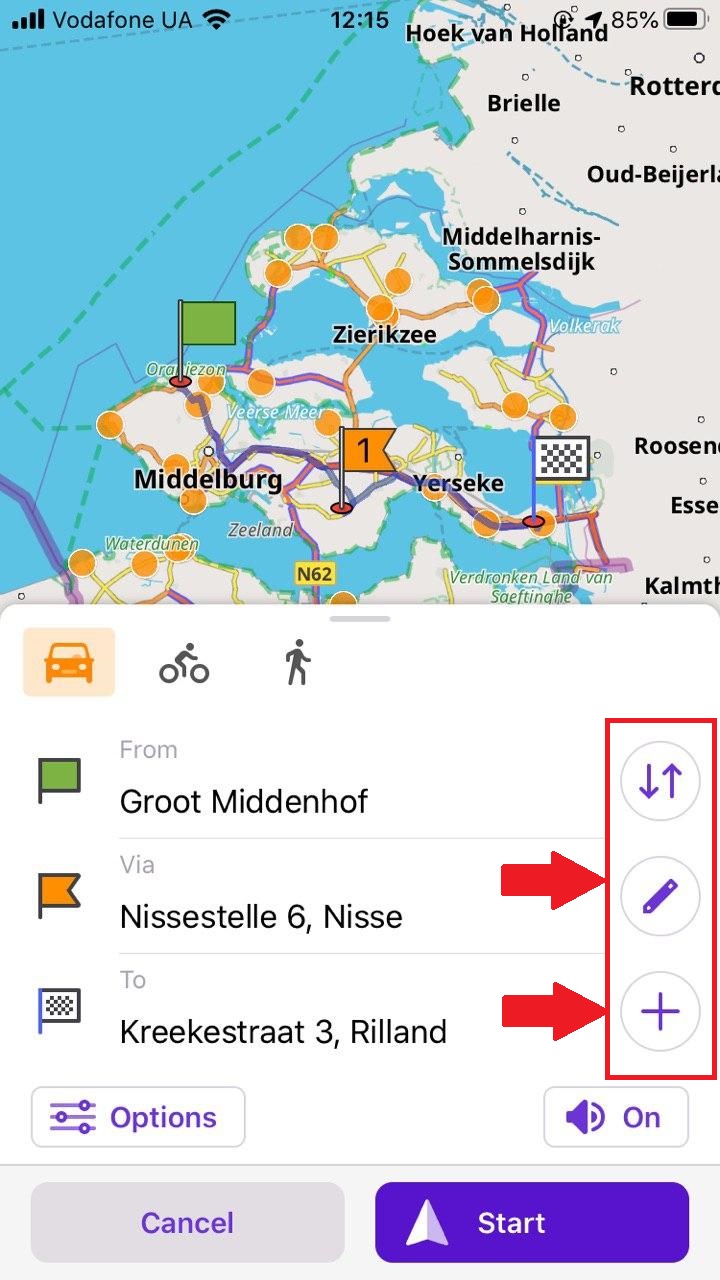 Vodafone UA 12:15 85%
Hoek van Holland
Rotterd
Brielle
Oud-Beijerla
Middelharnis-
Sommelsdijk
Volkerak
Zierikzee
Oranjezon
Veerse Meer
1
Roosend
Middelburg
Yerseke
Esse
Zeeland
Waterdunen
N62
Verdronken Land van
Saeftinghe
Kalmth
From
Groot Middenhof
Via
Nissestelle 6, Nisse
To
Kreekestraat 3, Rilland
Options
On
Cancel
Start